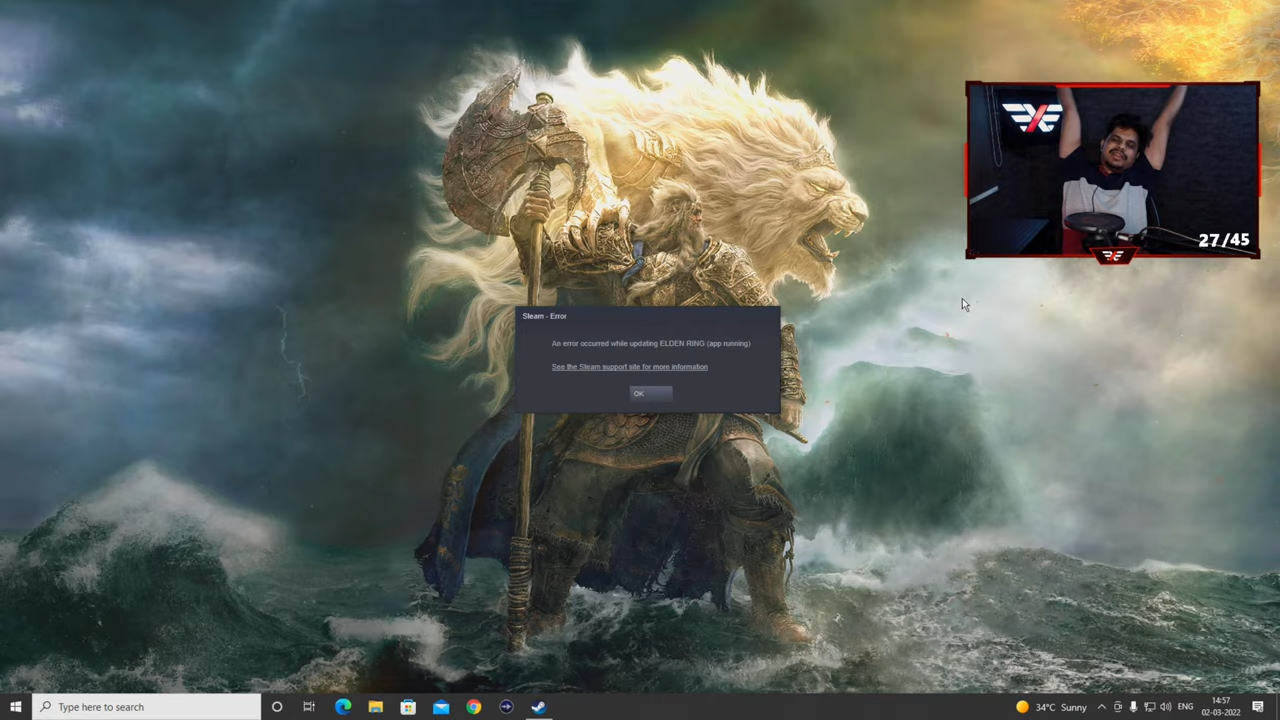 27/45
Steam - Error
An error occurred while updating ELDEN RING (app running)
See the Steam support site for more information
OK
Type here to search
34°C Sunny
ENG
14:57
02-03-2022